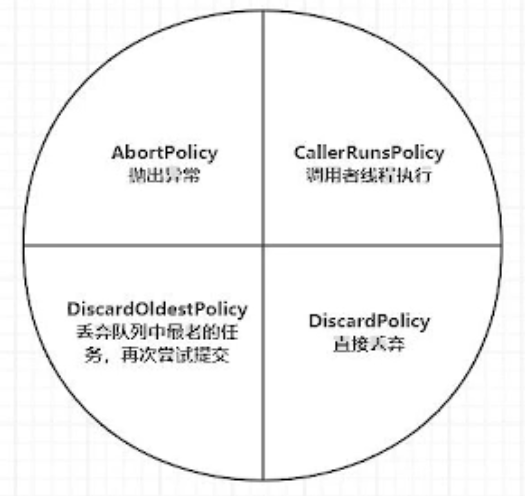 AbortPolicy
抛出异常
CallerRunsPolicy
调用者线程执行
DiscardOldestPolicy
丢弃队列中最老的任
务，再次尝试提交
DiscardPolicy
直接丢弃